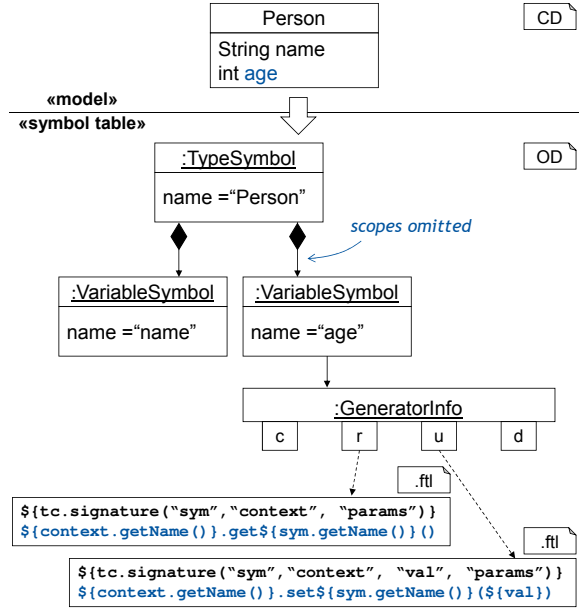 Person
CD
String name
int age
«model»
«symbol table»
:TypeSymbol
OD
name =“Person”
scopes omitted
:VariableSymbol
:VariableSymbol
name =“name”
name =“age”
:GeneratorInfo
c
r
u
d
.ftl
${tc.signature(“sym”,“context”, “params”)}
${context.getName()}.get${sym.getName()}()
.ftl
${tc.signature(“sym”,“context”, “val”, “params”)}
${context.getName()}.set${sym.getName()}(${val})